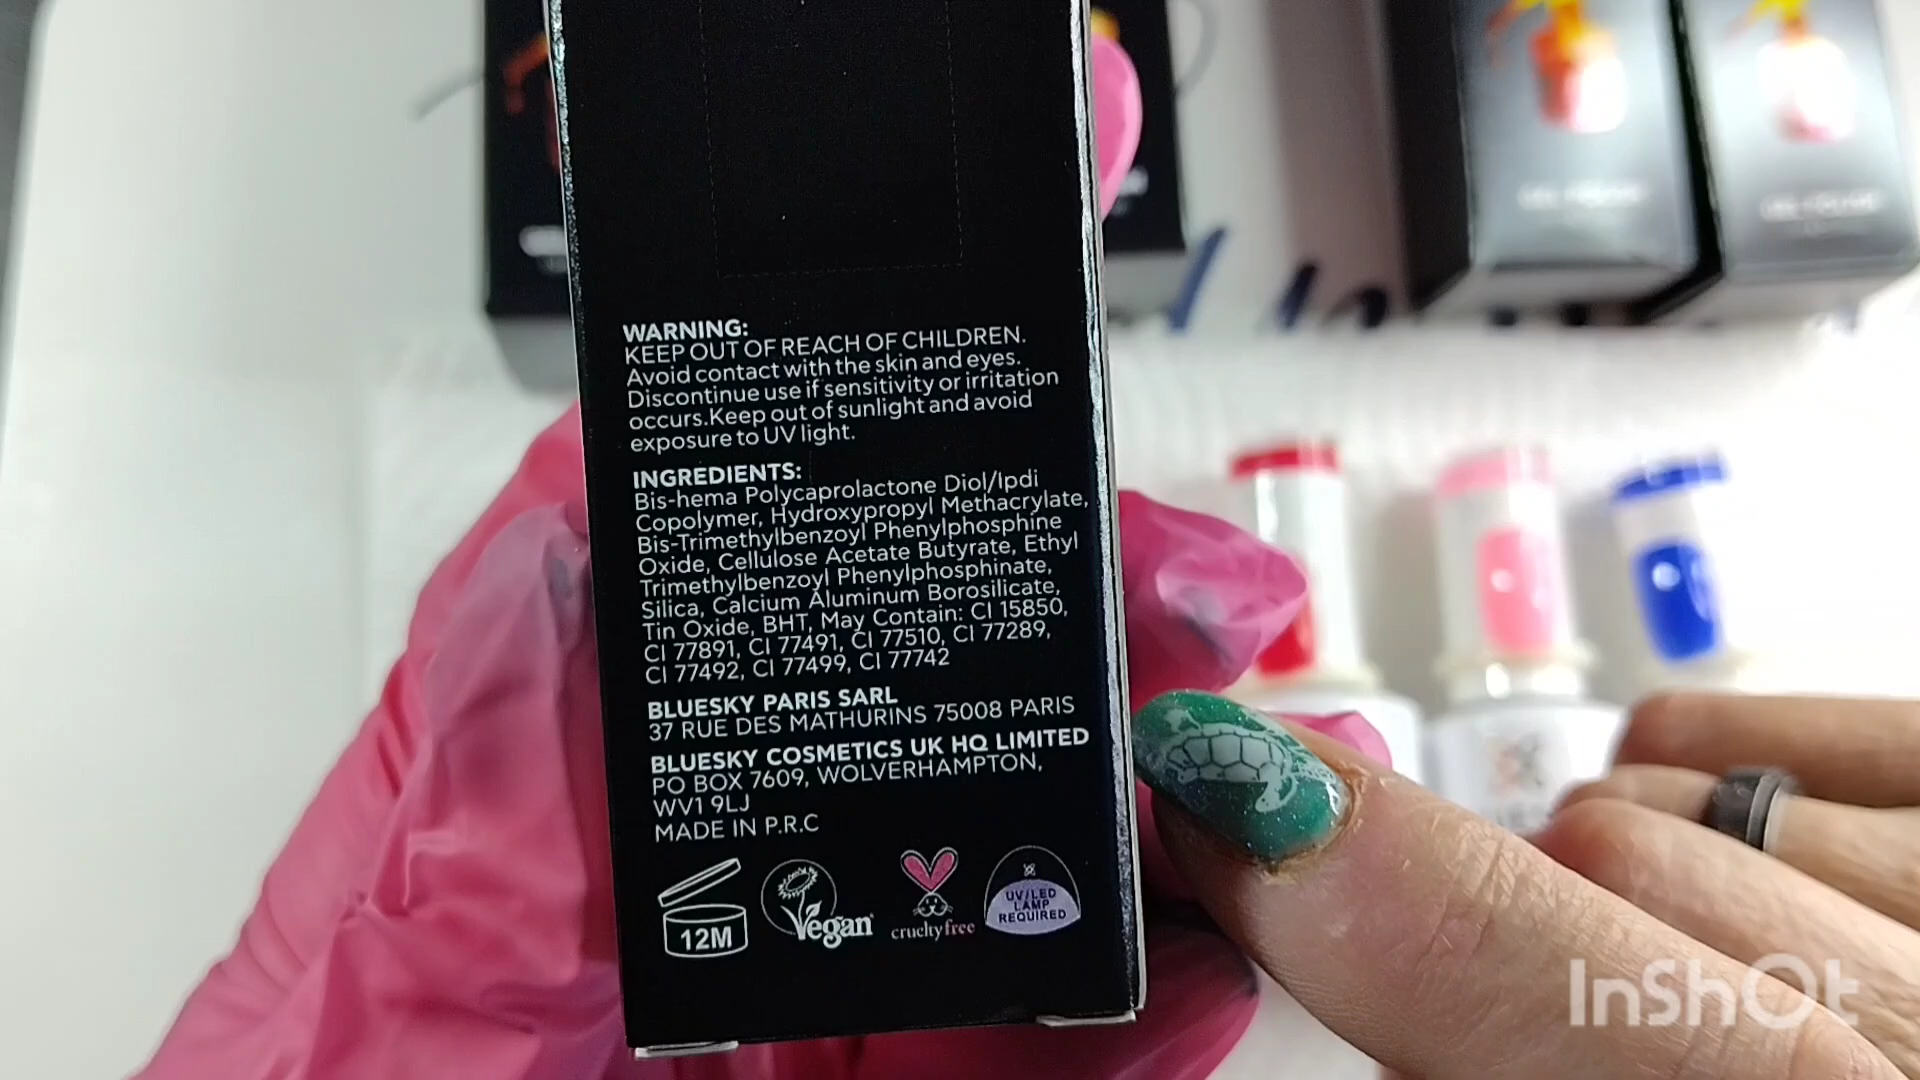 WARNING:
KEEP OUT OF REACH OF CHILDREN.
Avoid contact with the skin and eyes.
Discontinue use if sensitivity or irritation
occurs.Keep out of sunlight and avoid
exposure to UV light.
INGREDIENTS:
Bis-hema Polycaprolactone Diol/Ipdi
Copolymer, Hydroxypropyl Methacrylate,
Bis-Trimethylbenzoyl Phenylphosphine
Oxide, Cellulose Acetate Butyrate, Ethyl
Trimethylbenzoyl Phenylphosphinate,
Silica, Calcium Aluminum Borosilicate,
Tin Oxide, BHT, May Contain: CI 15850,
CI 77891, CI 77491, CI 77510, CI 77289,
CI 77492, CI 77499, CI 77742
BLUESKY PARIS SARL
37 RUE DES MATHURINS 75008 PARIS
BLUESKY COSMETICS UK HQ LIMITED
PO BOX 7609, WOLVERHAMPTON,
WV1 9LJ
MADE IN P.R.C
12M
Vegan
cruelty free
UV/LED
LAMP
REQUIRED
InShOt